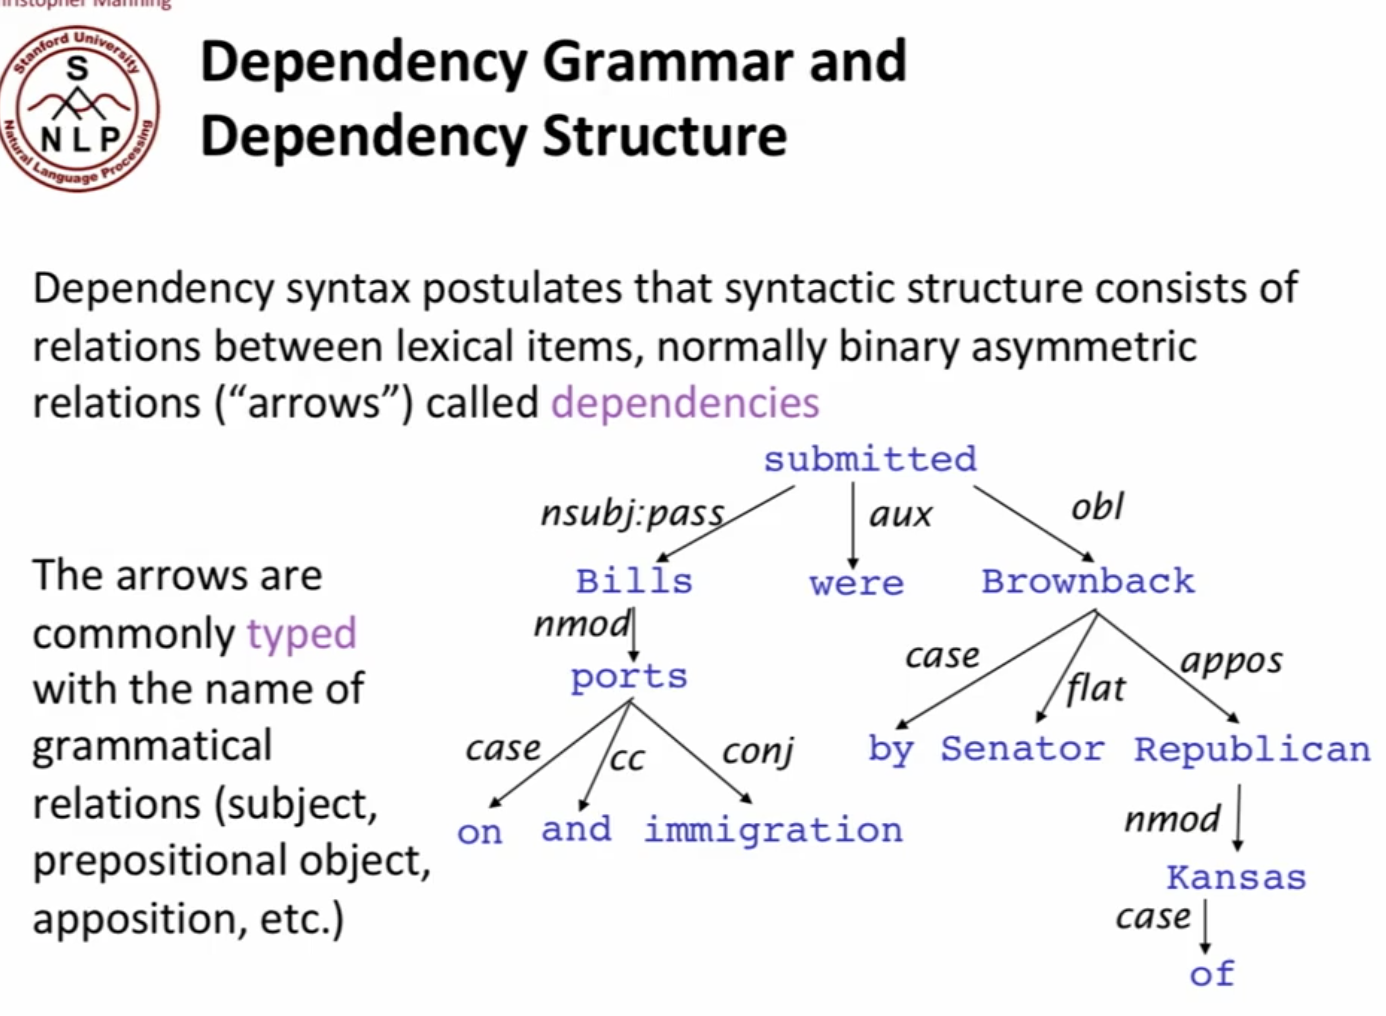 Stanford University
S
NLP
Natural Language Processing
Dependency Grammar and
Dependency Structure
Dependency syntax postulates that syntactic structure consists of
relations between lexical items, normally binary asymmetric
relations (“arrows”) called dependencies
The arrows are
commonly typed
with the name of
grammatical
relations (subject,
prepositional object,
apposition, etc.)
submitted
nsubj:pass aux obl
Bills were Brownback
nmod
ports
case flat appos
by Senator Republican
case cc conj
on and immigration
nmod
Kansas
case
of